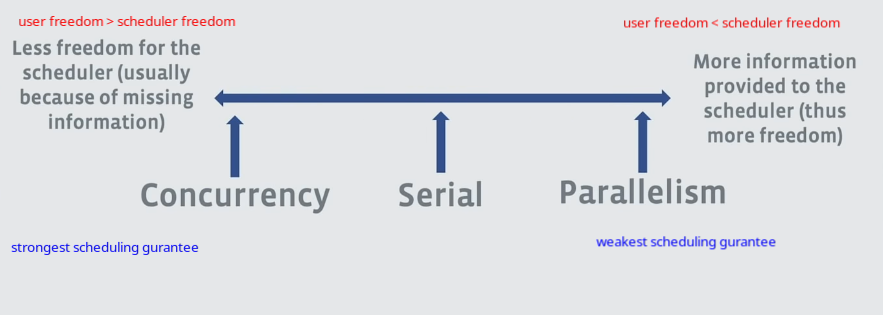 user freedom > scheduler freedom
user freedom < scheduler freedom
Less freedom for the
scheduler (usually
because of missing
information)
More information
provided to the
scheduler (thus
more freedom)
Concurrency
Serial
Parallelism
strongest scheduling gurantee
weakest scheduling gurantee